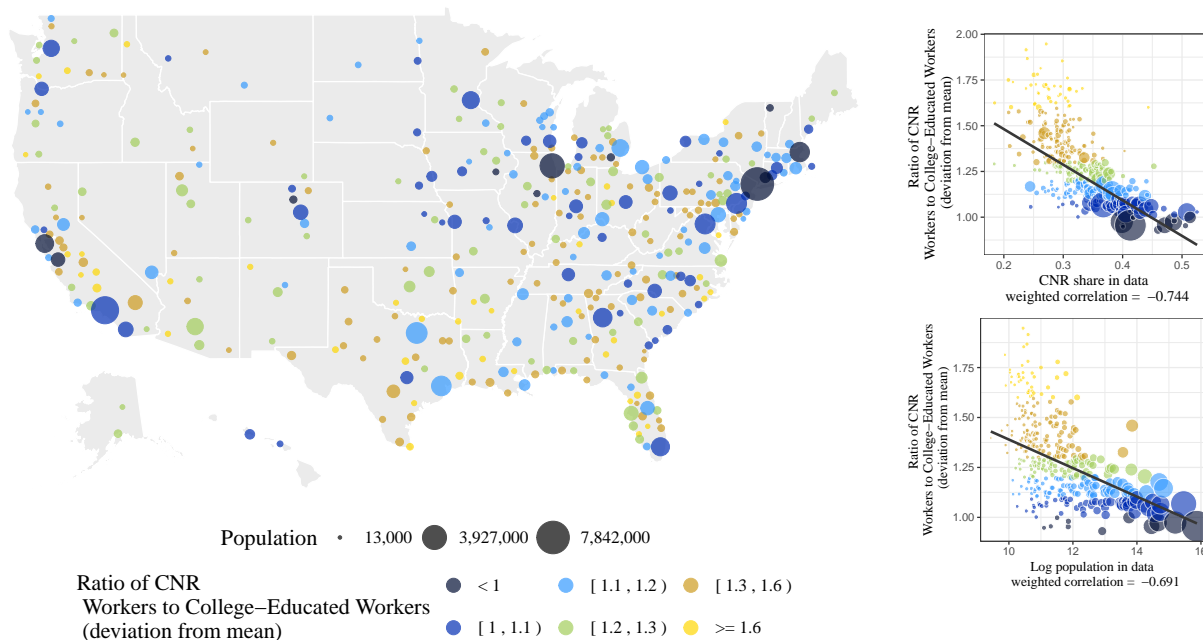 2.00
1.75
1.50
1.25
1.00
Ratio of CNR
Workers to College−Educated Workers
(deviation from mean)
0.2
0.3
0.4
0.5
CNR share in data
weighted correlation = −0.744
1.75
1.50
1.25
1.00
Ratio of CNR
Workers to College−Educated Workers
(deviation from mean)
10
12
14
16
Log population in data
weighted correlation = −0.691
Population
13,000
3,927,000
7,842,000
Ratio of CNR
Workers to College−Educated Workers
(deviation from mean)
< 1
[ 1.1 , 1.2 )
[ 1.3 , 1.6 )
[ 1 , 1.1 )
[ 1.2 , 1.3 )
>= 1.6